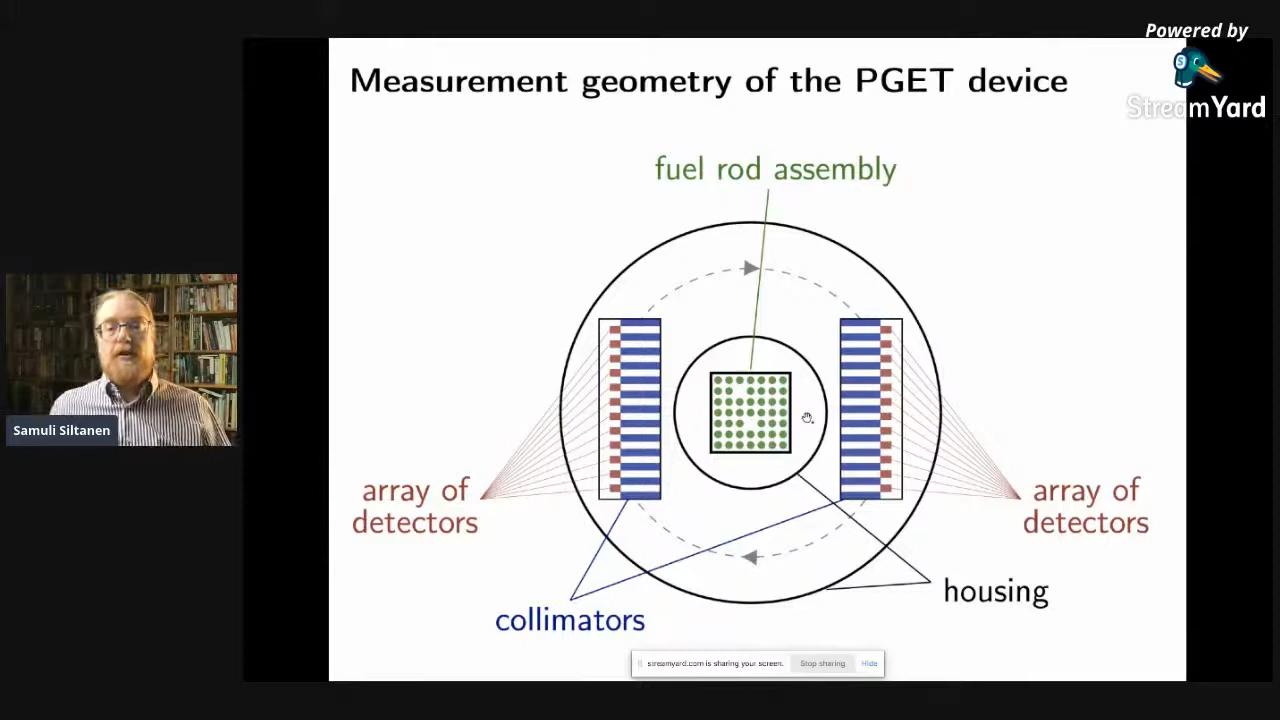 Powered by
StreamYard
Measurement geometry of the PGET device
fuel rod assembly
array of
detectors
array of
detectors
collimators
housing
Samuli Siltanen
streamyard.com is sharing your screen.
Stop sharing
Hide